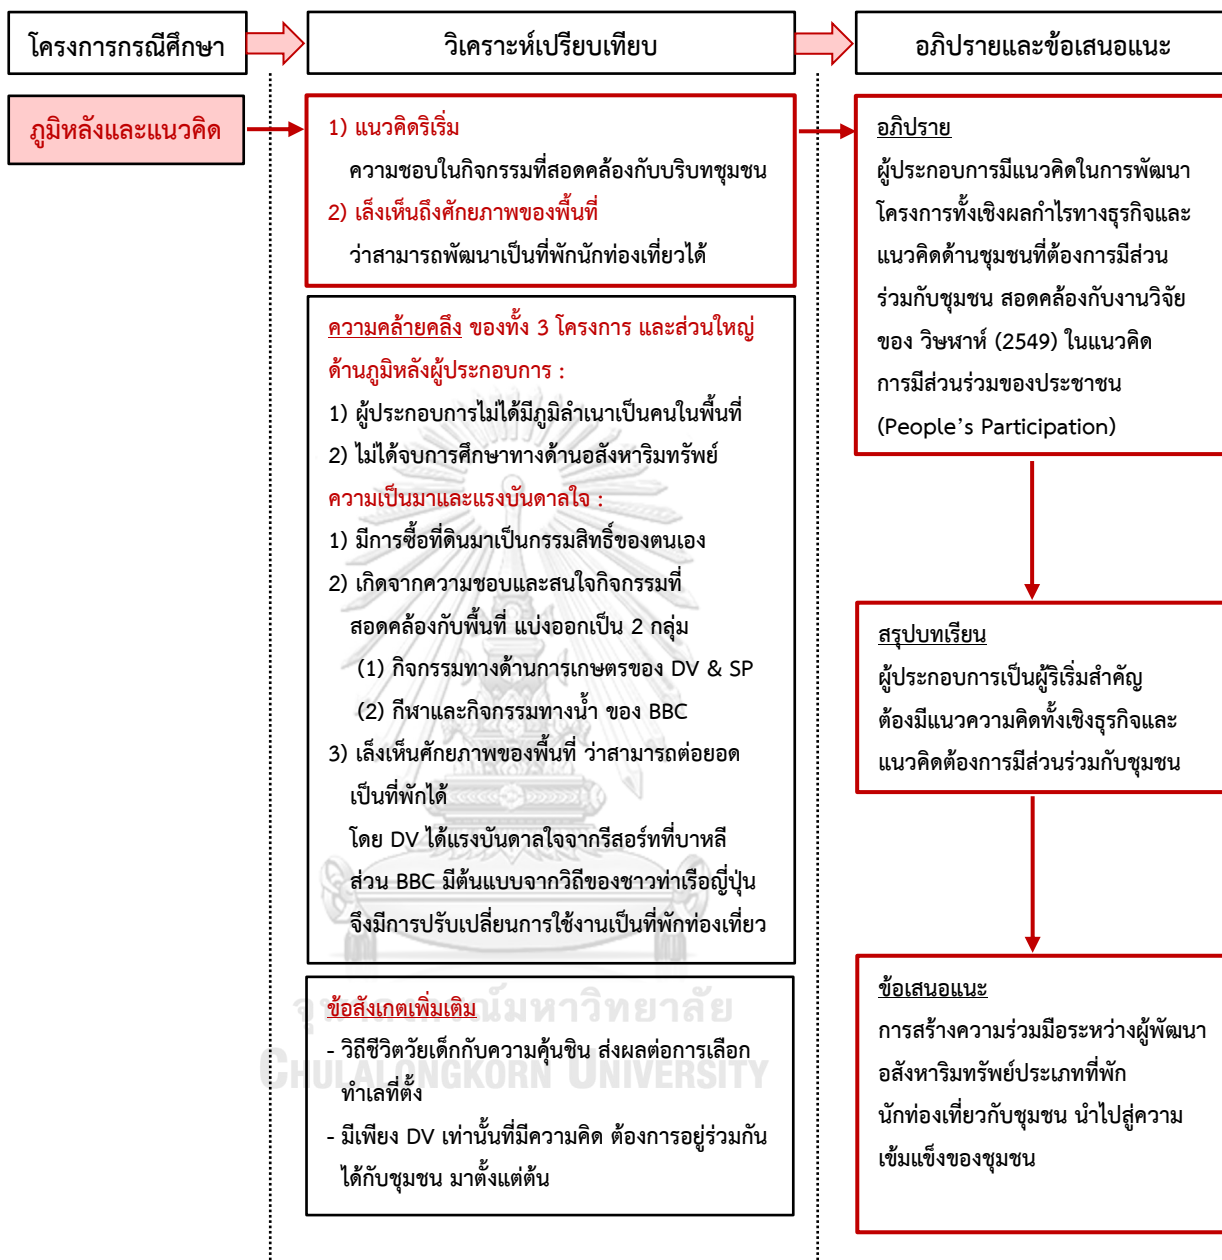 โครงการกรณีศึกษา
วิเคราะห์เปรียบเทียบ
อภิปรายและข้อเสนอแนะ
ภูมิหลังและแนวคิด
1) แนวคิดริเริ่ม
ความชอบในกิจกรรมที่สอดคล้องกับบริบทชุมชน
2) เล็งเห็นถึงศักยภาพของพื้นที่
ว่าสามารถพัฒนาเป็นที่พักนักท่องเที่ยวได้
ความคล้ายคลึง ของทั้ง 3 โครงการ และส่วนใหญ่
ด้านภูมิหลังผู้ประกอบการ :
1) ผู้ประกอบการไม่ได้มีภูมิลำเนาเป็นคนในพื้นที่
2) ไม่ได้จบการศึกษาทางด้านอสังหาริมทรัพย์
ความเป็นมาและแรงบันดาลใจ :
1) มีการซื้อที่ดินมาเป็นกรรมสิทธิ์ของตนเอง
2) เกิดจากความชอบและสนใจกิจกรรมที่
สอดคล้องกับพื้นที่ แบ่งออกเป็น 2 กลุ่ม
(1) กิจกรรมทางด้านการเกษตรของ DV & SP
(2) กีฬาและกิจกรรมทางน้ำ ของ BBC
3) เล็งเห็นศักยภาพของพื้นที่ ว่าสามารถต่อยอด
เป็นที่พักได้
โดย DV ได้แรงบันดาลใจจากรีสอร์ทที่บาหลี
ส่วน BBC มีต้นแบบจากวิถีของชาวท่าเรือญี่ปุ่น
จึงมีการปรับเปลี่ยนการใช้งานเป็นที่พักท่องเที่ยว
ข้อสังเกตเพิ่มเติม
- วิถีชีวิตวัยเด็กกับความคุ้นชิน ส่งผลต่อการเลือก
ทำเลที่ตั้ง
- มีเพียง DV เท่านั้นที่มีความคิด ต้องการอยู่ร่วมกัน
ได้กับชุมชน มาตั้งแต่ต้น
จุฬาลงกรณ์มหาวิทยาลัย
CHULALONGKORN UNIVERSITY
อภิปราย
ผู้ประกอบการมีแนวคิดในการพัฒนา
โครงการทั้งเชิงผลกำไรทางธุรกิจและ
แนวคิดด้านชุมชนที่ต้องการมีส่วน
ร่วมกับชุมชน สอดคล้องกับงานวิจัย
ของ วิษฬาห์ (2549) ในแนวคิด
การมีส่วนร่วมของประชาชน
(People's Participation)
สรุปบทเรียน
ผู้ประกอบการเป็นผู้ริเริ่มสำคัญ
ต้องมีแนวความคิดทั้งเชิงธุรกิจและ
แนวคิดต้องการมีส่วนร่วมกับชุมชน
ข้อเสนอแนะ
การสร้างความร่วมมือระหว่างผู้พัฒนา
อสังหาริมทรัพย์ประเภทที่พัก
นักท่องเที่ยวกับชุมชน นำไปสู่ความ
เข้มแข็งของชุมชน